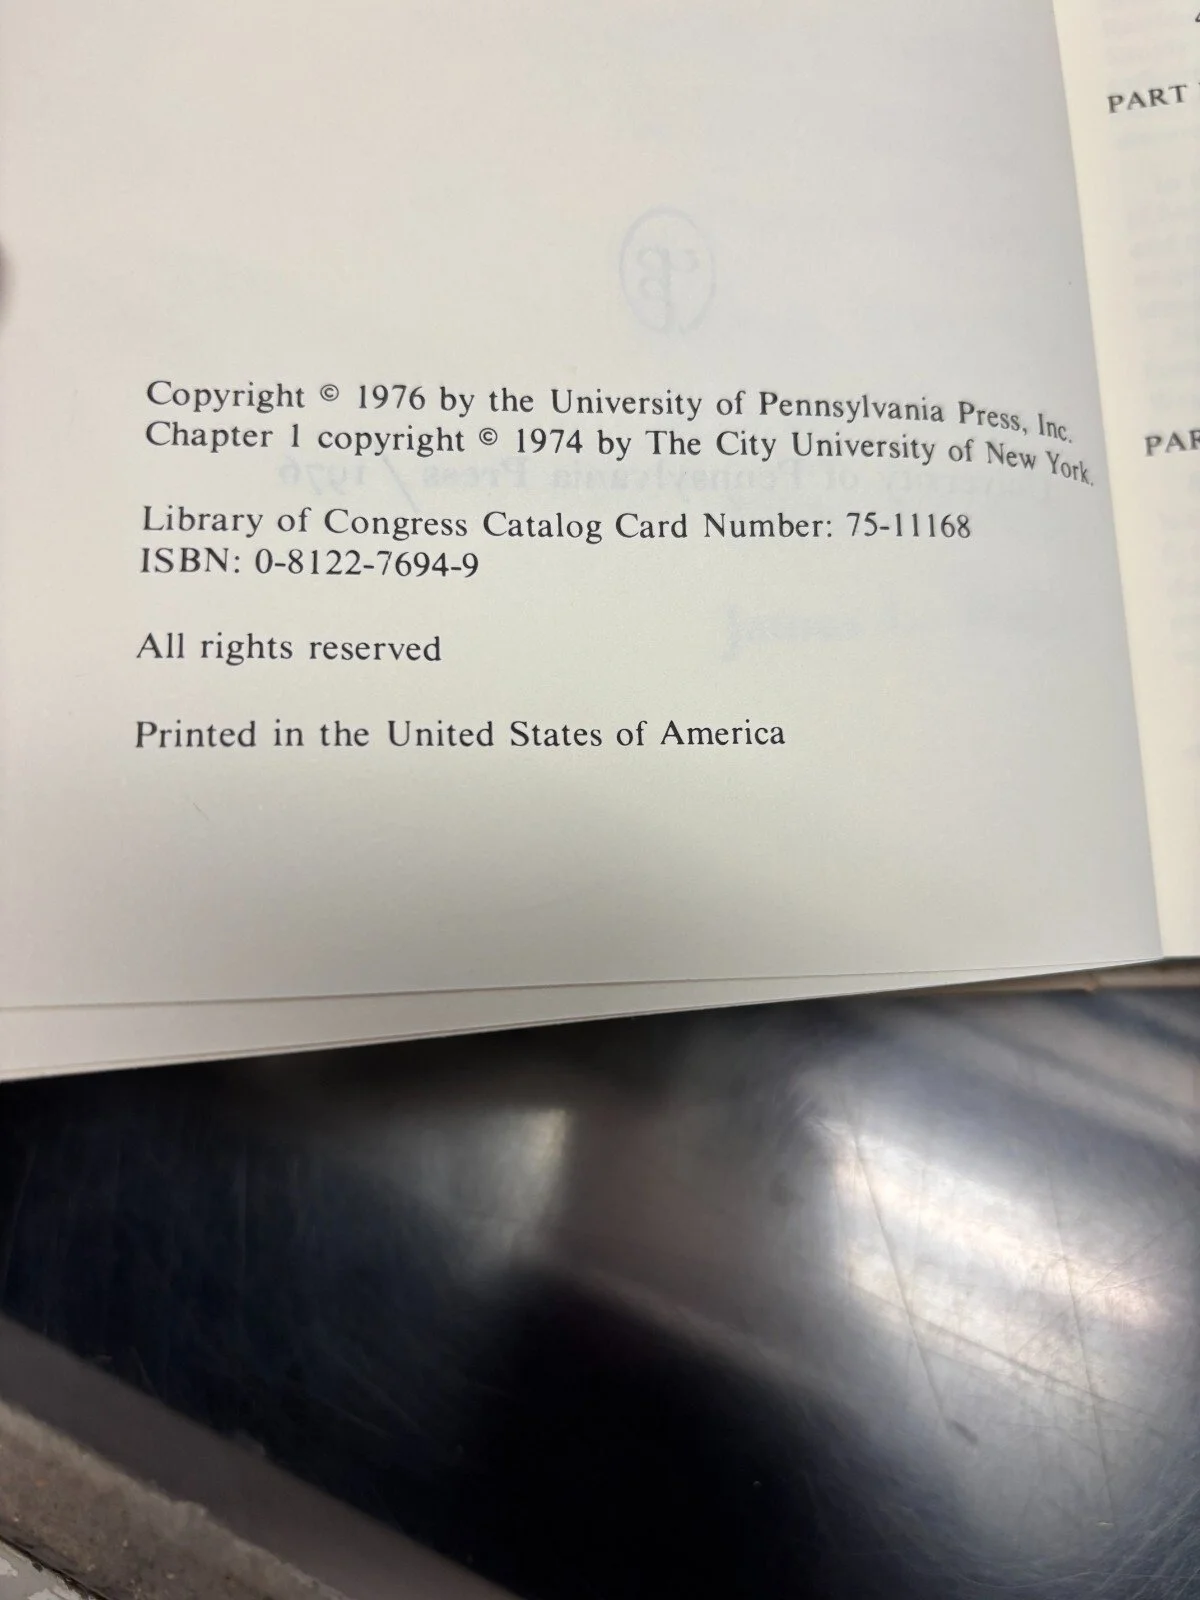 Copyright © 1976 by the University of Pennsylvania Press, Inc.
Chapter 1 copyright © 1974 by The City University of New York.
Library of Congress Catalog Card Number: 75-11168
ISBN: 0-8122-7694-9
All rights reserved
Printed in the United States of America
PART